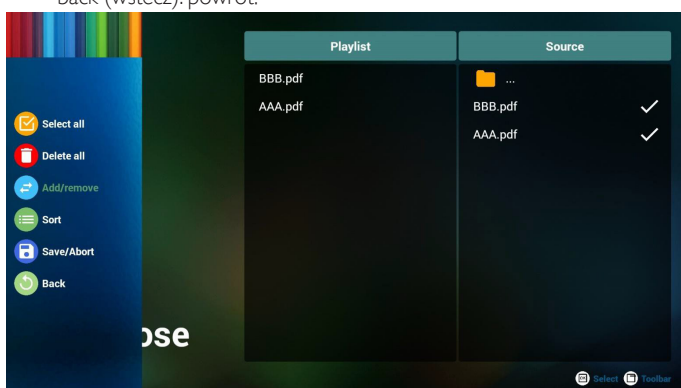 Back (wstecz): powrót.
Playlist
Source
BBB.pdf
AAA.pdf
...
BBB.pdf
AAA.pdf
Select all
Delete all
Add/remove
Sort
Save/Abort
Back
ose
Select
Toolbar